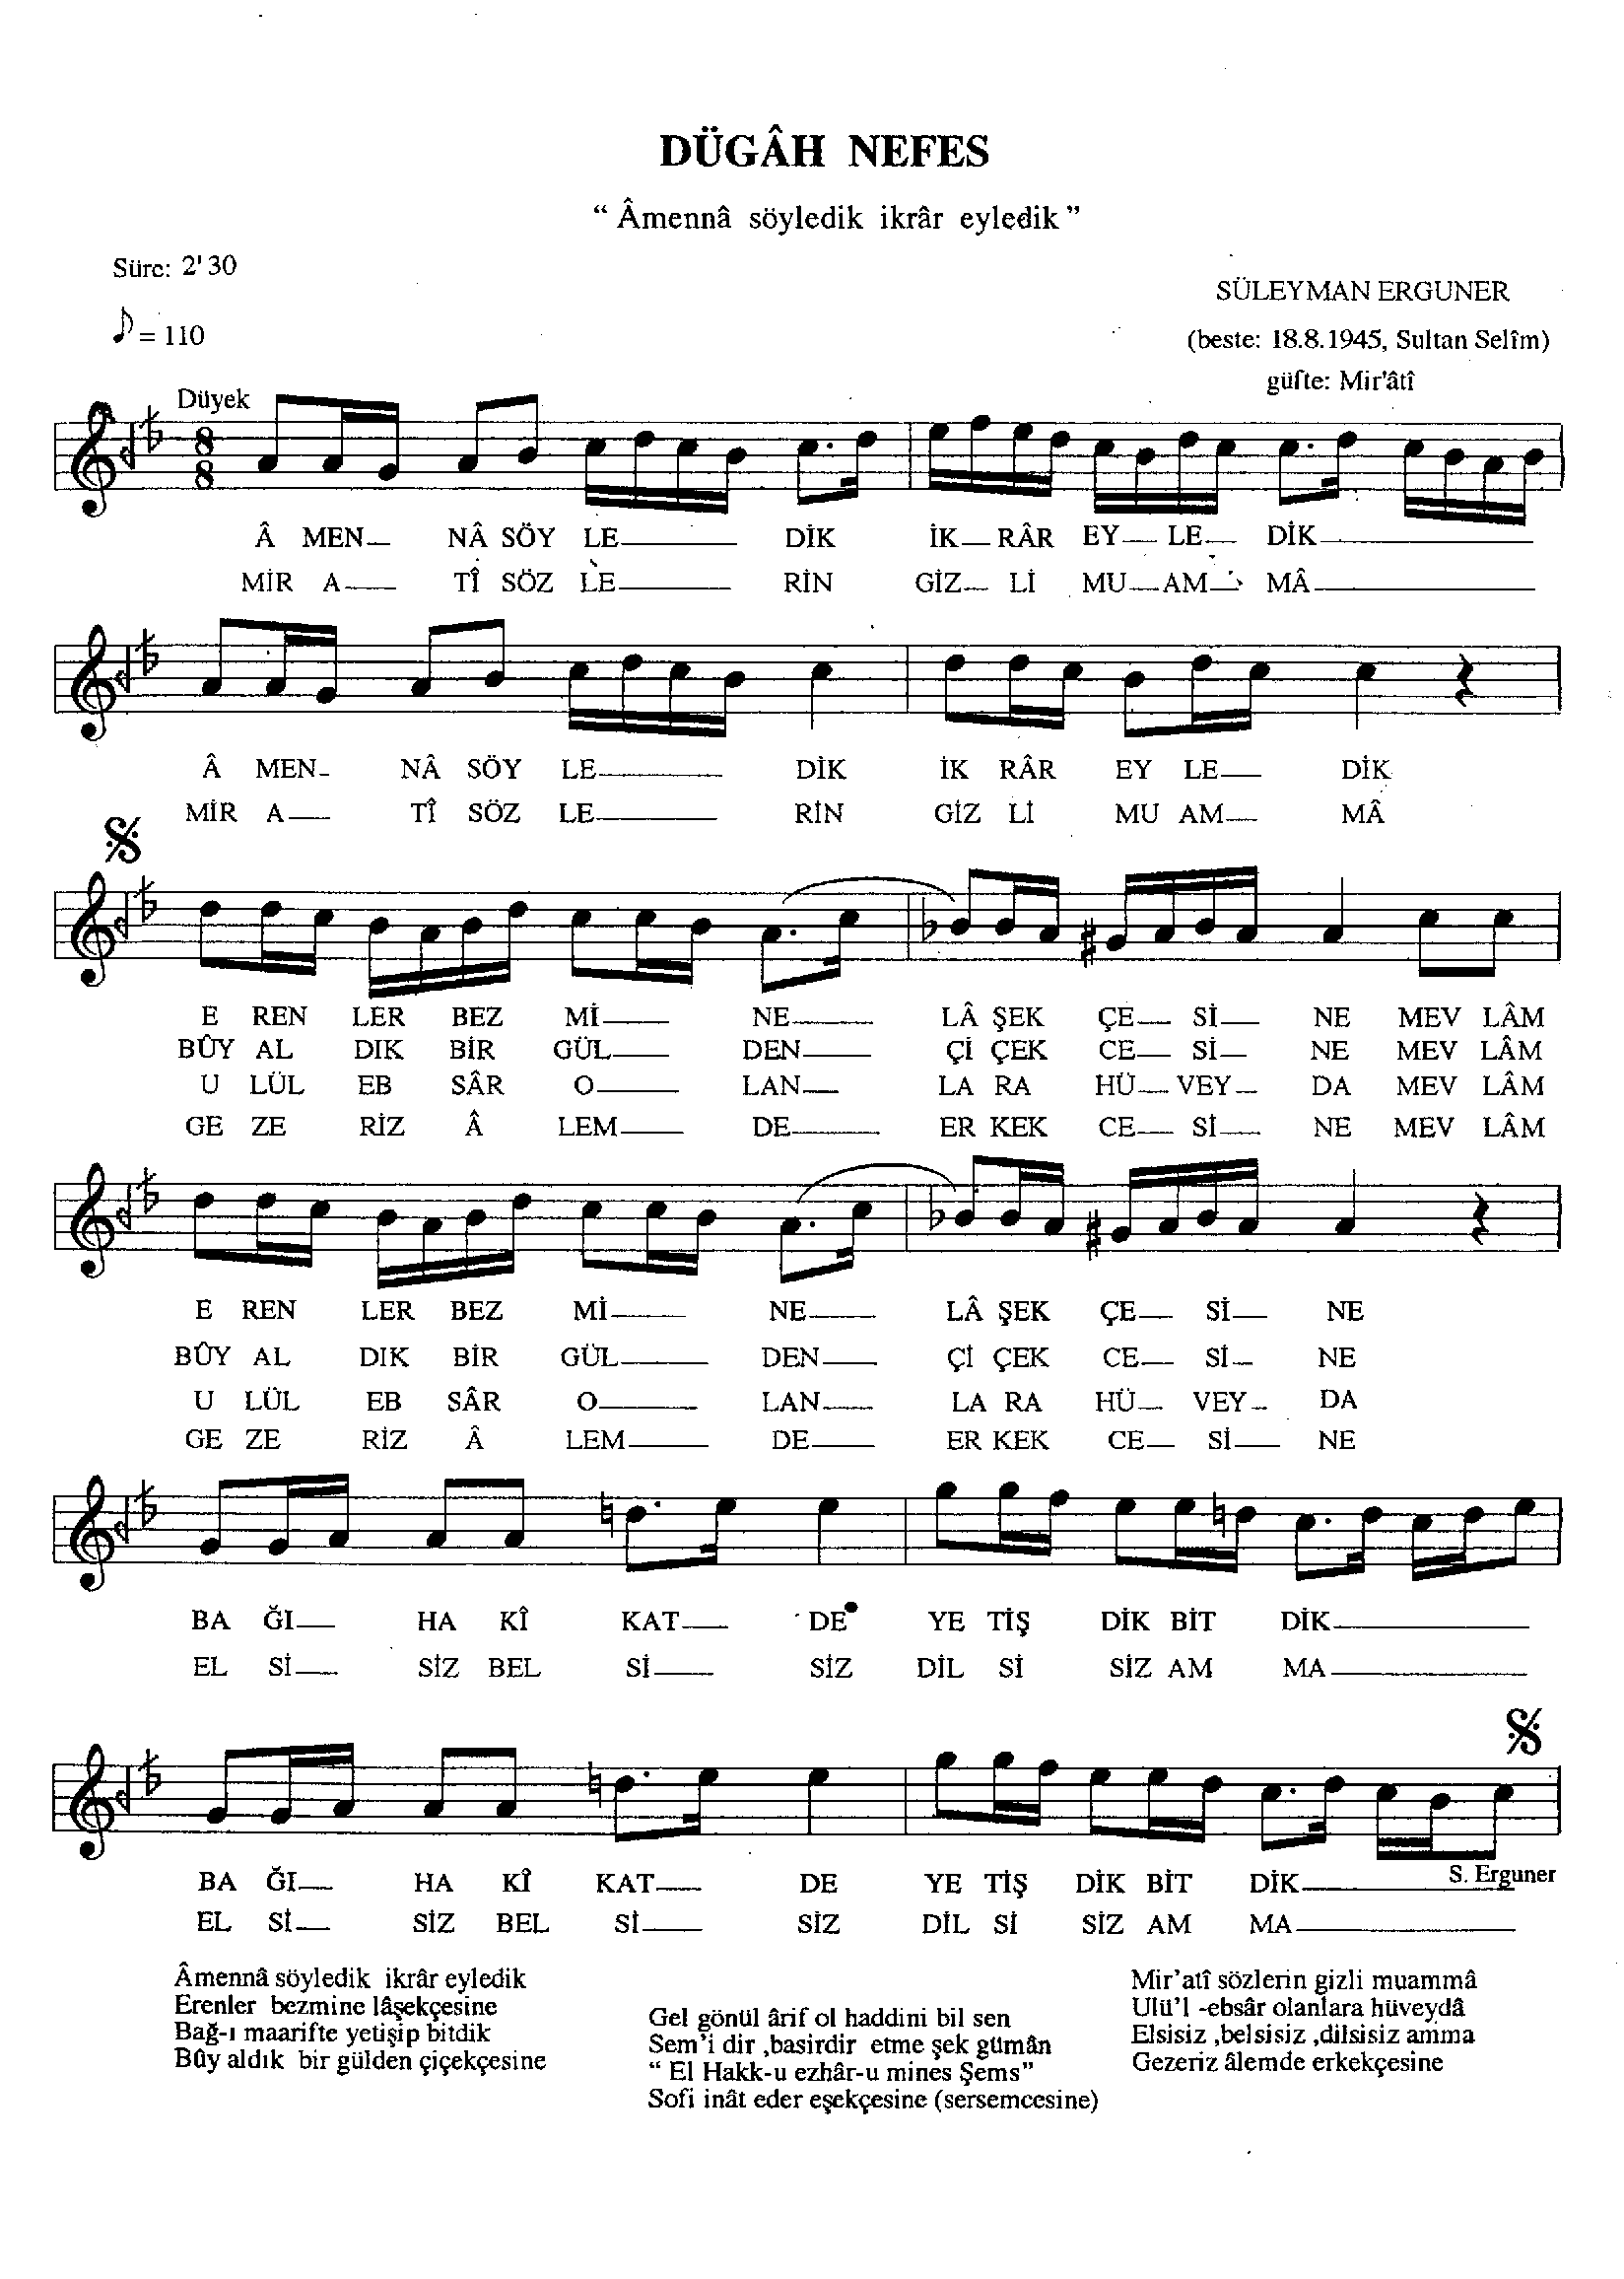 DÜGÂH NEFES
“ Âmennâ söyledik ikrâr eyledik ”
Süre: 2' 30
SÜLEYMAN ERGUNER
= 110
(beste: 18.8.1945, Sultan Selîm)
güfte: Mir'âtî
Düyek
8
8
Â MEN NÂ SÖY LE DİK İK RÂR EY LE DİK
MİR A TÎ SÖZ LE RİN GİZ Lİ MU AM MÂ
Â MEN NÂ SÖY LE DİK İK RÂR EY LE DİK
MİR A TÎ SÖZ LE RİN GİZ Lİ MU AM MÂ
E REN LER BEZ Mİ NE LÂ ŞEK ÇE Sİ NE MEV LÂM
BÛY AL DIK BİR GÜL DEN Çİ ÇEK CE Sİ NE MEV LÂM
U LÜL EB SÂR O LAN LA RA HÜ VEY DA MEV LÂM
GE ZE RİZ Â LEM DE ER KEK CE Sİ NE MEV LÂM
E REN LER BEZ Mİ NE LÂ ŞEK ÇE Sİ NE
BÛY AL DIK BİR GÜL DEN Çİ ÇEK CE Sİ NE
U LÜL EB SÂR O LAN LA RA HÜ VEY DA
GE ZE RİZ Â LEM DE ER KEK CE Sİ NE
BA ĞI HA KÎ KAT DE YE TİŞ DİK BİT DİK
EL Sİ SİZ BEL Sİ SİZ DİL Sİ SİZ AM MA
BA ĞI HA KÎ KAT DE YE TİŞ DİK BİT DİK
S. Erguner
EL Sİ SİZ BEL Sİ SİZ DİL Sİ SİZ AM MA
Âmennâ söyledik ikrâr eyledik
Erenler bezmine lâşekçesine
Bağ-ı maarifte yetişip bitdik
Bûy aldık bir gülden çiçekçesine
Gel gönül ârif ol haddini bil sen
Sem'i dir ,basirdir etme şek gümân
“ El Hakk-u ezhâr-u mines Şems”
Sofi inât eder eşekçesine (sersemcesine)
Mir'atî sözlerin gizli muammâ
Ulü'l -ebsâr olanlara hüveydâ
Elsisiz ,belsisiz ,dilsisiz amma
Gezeriz âlemde erkekçesine